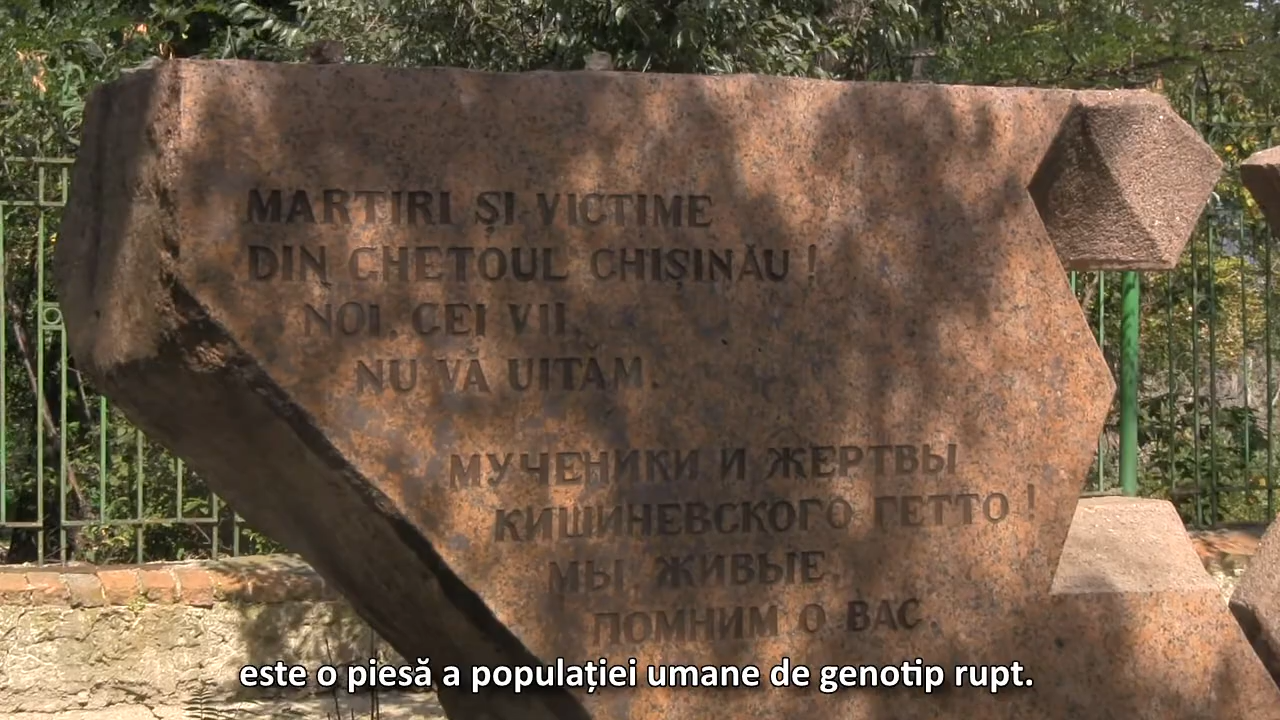 MARTIRI ȘI VICTIME
DIN GHETOUL CHIȘINĂU !
NOI, CEI VII,
NU VĂ UITĂM.
МУЧЕНИКИ И ЖЕРТВЫ
КИШИНЕВСКОГО ГЕТТО !
МЫ, ЖИВЫЕ,
ПОМНИМ О ВАС.
este o piesă a populației umane de genotip rupt.